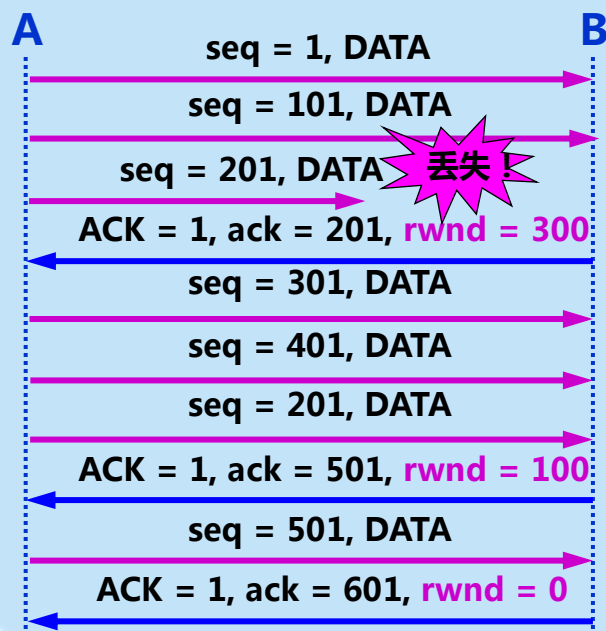 A B
seq = 1, DATA
seq = 101, DATA
丢失！
seq = 201, DATA
ACK = 1, ack = 201, rwnd = 300
seq = 301, DATA
seq = 401, DATA
seq = 201, DATA
ACK = 1, ack = 501, rwnd = 100
seq = 501, DATA
ACK = 1, ack = 601, rwnd = 0